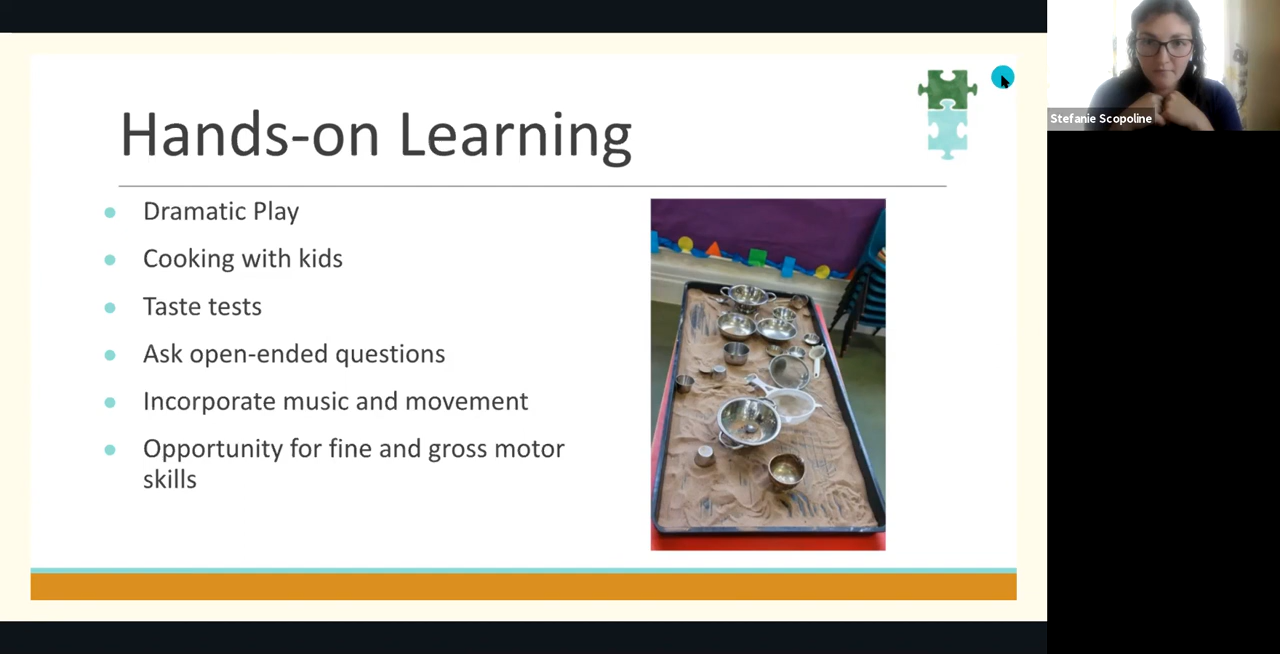 Hands-on Learning
Dramatic Play
Cooking with kids
Taste tests
Ask open-ended questions
Incorporate music and movement
Opportunity for fine and gross motor
skills
Stefanie Scopoline